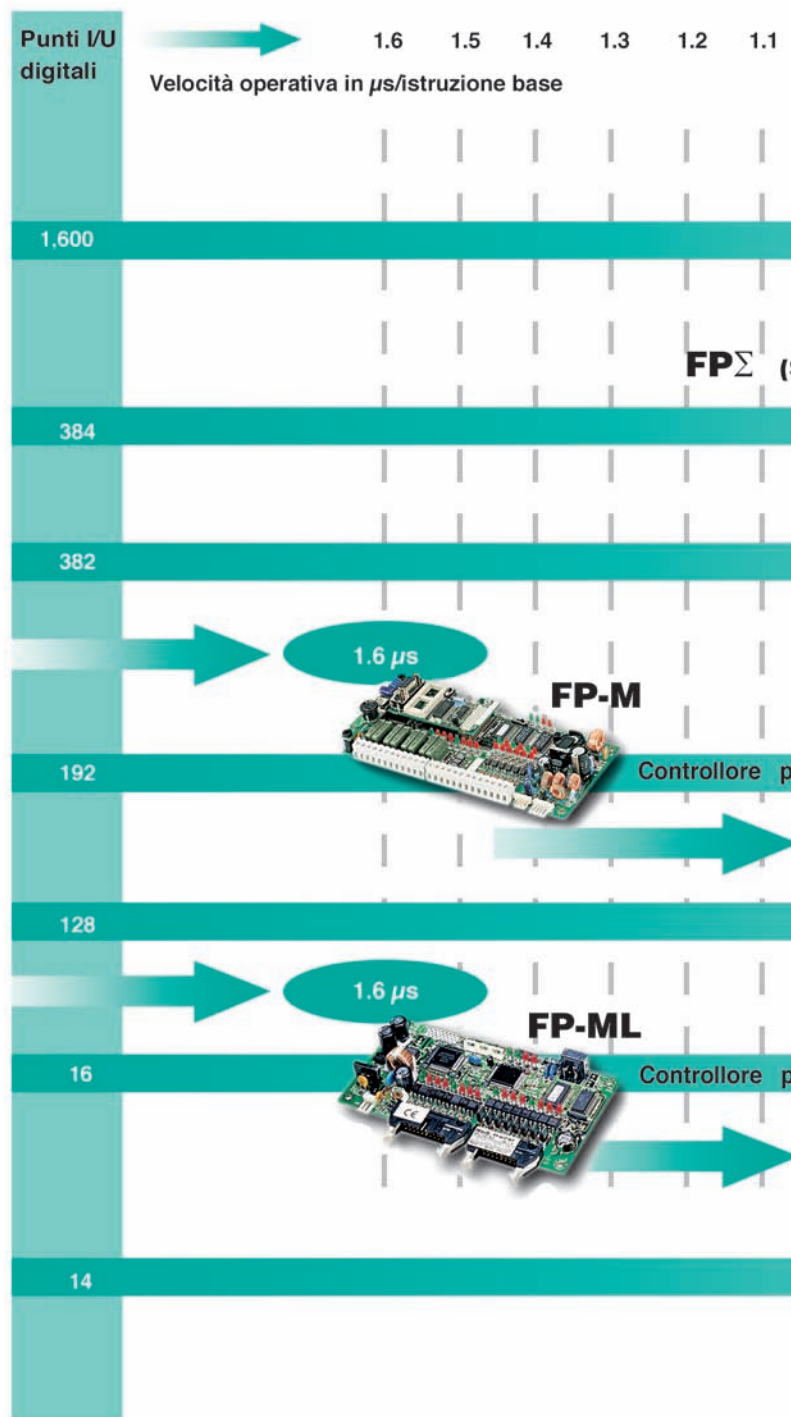 Punti I/U
digitali
1.6 1.5 1.4 1.3 1.2 1.1
Velocità operativa in µs/istruzione base
1,600
FPΣ (
384
382
1.6 µs
FP-M
192
Controllore p
128
1.6 µs
FP-ML
16
Controllore p
14